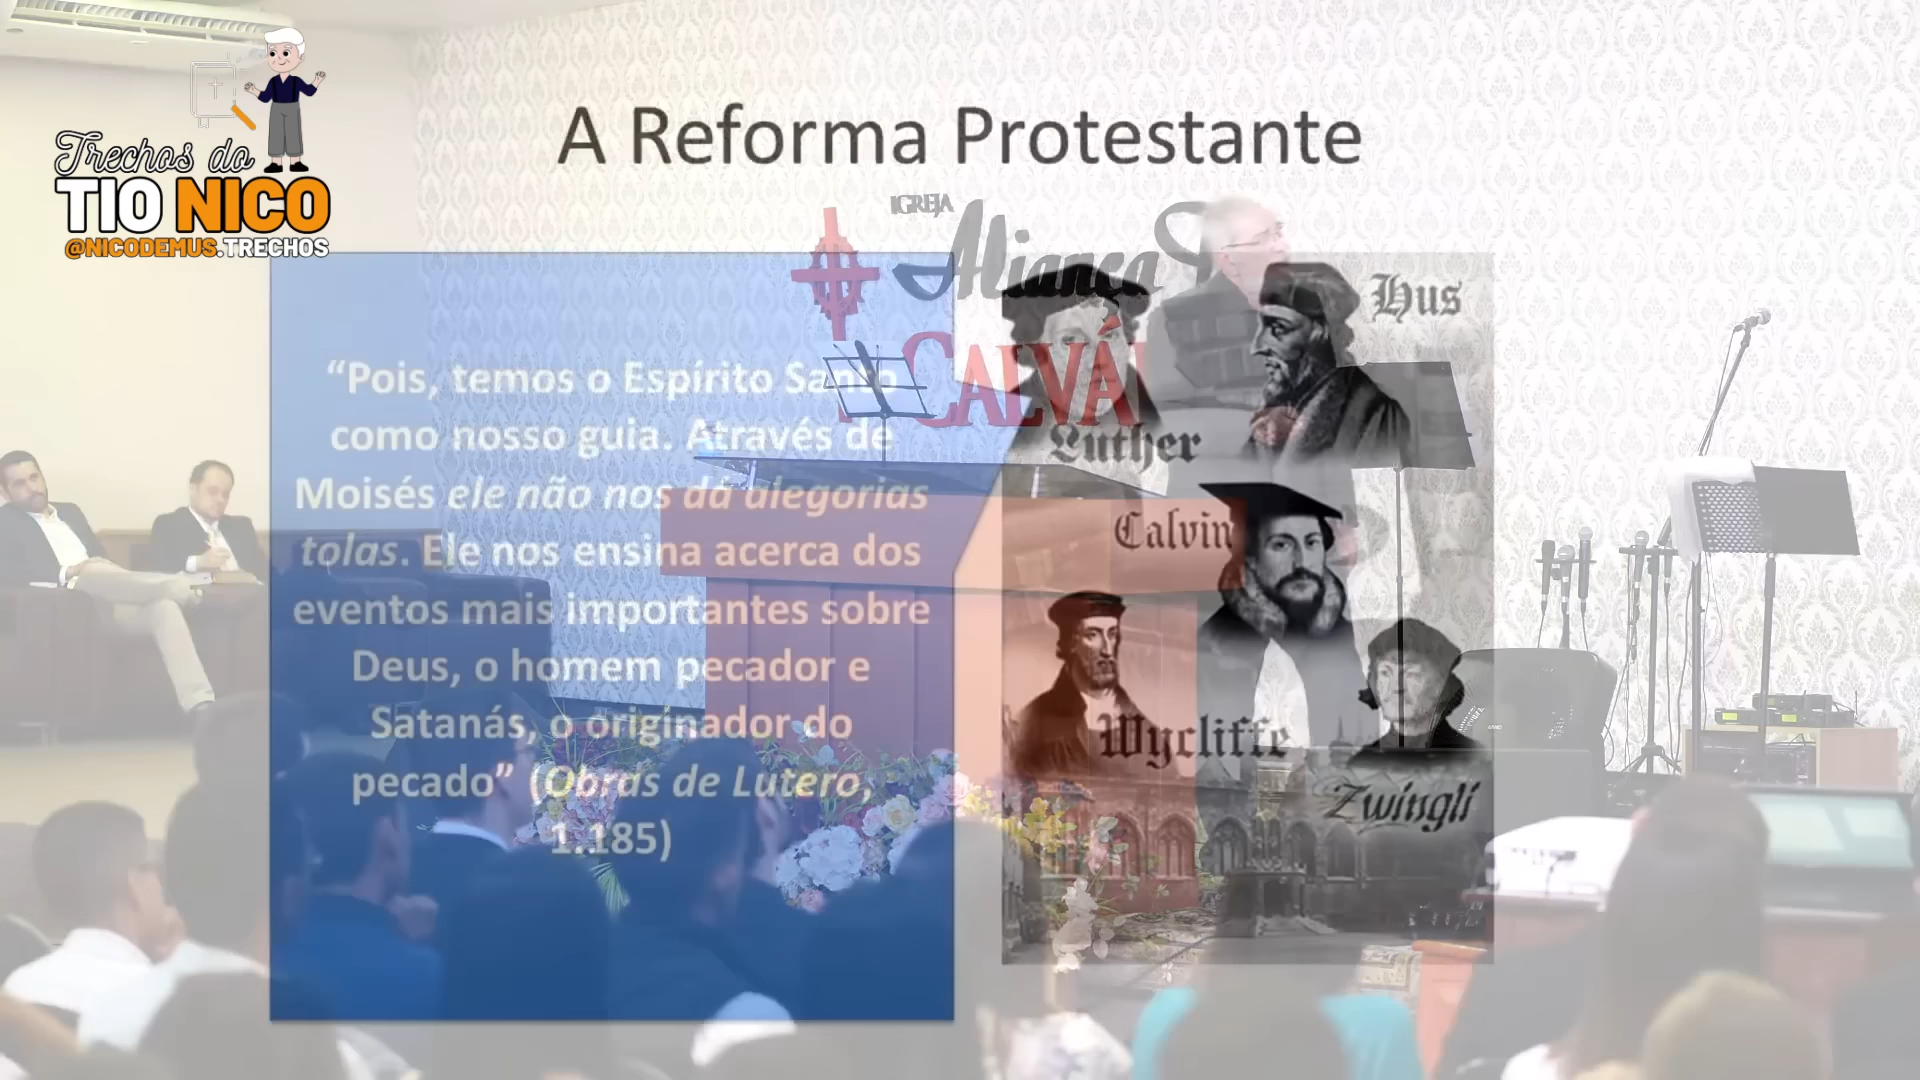 Trechos do
TIO NICO
@NICODEMUS.TRECHOS
A Reforma Protestante
IGREJA
Aliança
CALVÁ
“Pois, temos o Espírito Santo
como nosso guia. Através de
Moisés ele não nos dá alegorias
tolas. Ele nos ensina acerca dos
eventos mais importantes sobre
Deus, o homem pecador e
Satanás, o originador do
pecado” (Obras de Lutero,
1.185)
Hus
Luther
Calvin
Wycliffe
Zwingli